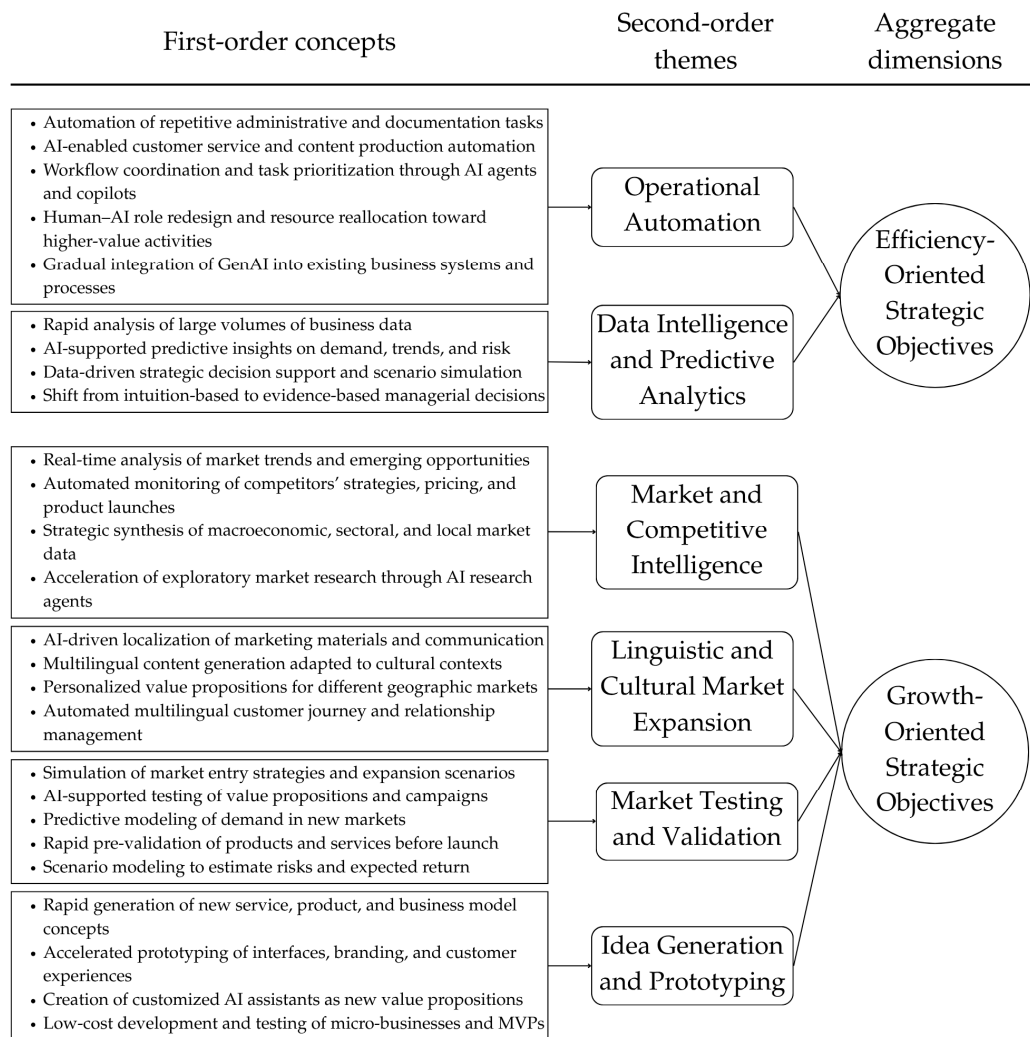 First-order concepts
Second-order
themes
Aggregate
dimensions
• Automation of repetitive administrative and documentation tasks
• AI-enabled customer service and content production automation
• Workflow coordination and task prioritization through AI agents
and copilots
• Human–AI role redesign and resource reallocation toward
higher-value activities
• Gradual integration of GenAI into existing business systems and
processes
Operational
Automation
• Rapid analysis of large volumes of business data
• AI-supported predictive insights on demand, trends, and risk
• Data-driven strategic decision support and scenario simulation
• Shift from intuition-based to evidence-based managerial decisions
Data Intelligence
and Predictive
Analytics
Efficiency-
Oriented
Strategic
Objectives
• Real-time analysis of market trends and emerging opportunities
• Automated monitoring of competitors’ strategies, pricing, and
product launches
• Strategic synthesis of macroeconomic, sectoral, and local market
data
• Acceleration of exploratory market research through AI research
agents
Market and
Competitive
Intelligence
• AI-driven localization of marketing materials and communication
• Multilingual content generation adapted to cultural contexts
• Personalized value propositions for different geographic markets
• Automated multilingual customer journey and relationship
management
Linguistic and
Cultural Market
Expansion
• Simulation of market entry strategies and expansion scenarios
• AI-supported testing of value propositions and campaigns
• Predictive modeling of demand in new markets
• Rapid pre-validation of products and services before launch
• Scenario modeling to estimate risks and expected return
Market Testing
and Validation
• Rapid generation of new service, product, and business model
concepts
• Accelerated prototyping of interfaces, branding, and customer
experiences
• Creation of customized AI assistants as new value propositions
• Low-cost development and testing of micro-businesses and MVPs
Idea Generation
and Prototyping
Growth-
Oriented
Strategic
Objectives